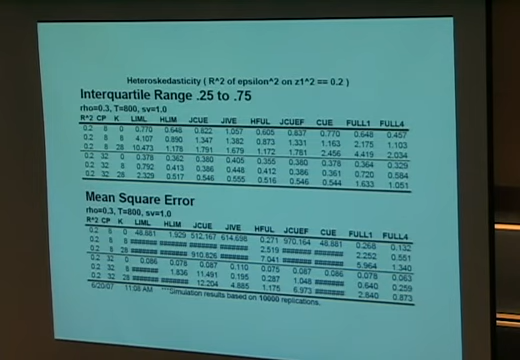 Heteroskedasticity ( R^2 of epsilon^2 on z1^2 == 0.2 )
Interquartile Range .25 to .75
rho=0.3, T=800, sv=1.0
R^2 CP K LIML HLIM JCUE JIVE HFUL JCUEF CUE FULL1 FULL4
0.2 8 0 0.770 0.648 0.822 1.057 0.605 0.837 0.770 0.648 0.457
0.2 8 8 4.107 0.890 1.347 1.382 0.873 1.331 1.163 2.175 1.103
0.2 8 28 10.473 1.178 1.791 1.679 1.172 1.781 2.456 4.419 2.034
0.2 32 0 0.378 0.362 0.380 0.405 0.355 0.380 0.378 0.364 0.329
0.2 32 8 0.792 0.413 0.386 0.448 0.412 0.386 0.361 0.720 0.584
0.2 32 28 2.329 0.517 0.546 0.555 0.516 0.546 0.544 1.633 1.051
Mean Square Error
rho=0.3, T=800, sv=1.0
R^2 CP K LIML HLIM JCUE JIVE HFUL JCUEF CUE FULL1 FULL4
0.2 8 0 48.881 1.929 512.167 614.698 0.271 970.164 48.881 0.268 0.132
0.2 8 8 ####### ####### ####### ####### 2.519 ####### ####### 2.252 0.551
0.2 8 28 ####### ####### 910.826 ####### 7.041 ####### ####### 5.964 1.340
0.2 32 0 0.086 0.078 0.087 0.110 0.075 0.087 0.086 0.078 0.063
0.2 32 8 ####### 1.836 11.491 0.195 0.287 1.048 ####### 0.640 0.259
0.2 32 28 ####### ####### 12.204 4.885 1.175 6.973 ####### 2.840 0.873
6/20/07 11:08 AM ***Simulation results based on 10000 replications.